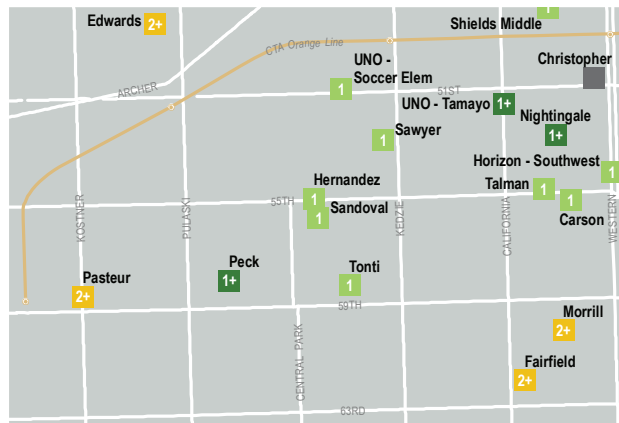 Edwards
2+
1
Shields Middle
CTA Orange Line
UNO -
Soccer Elem
1
Christopher
ARCHER
51ST
UNO - Tamayo
1+
Nightingale
1+
Sawyer
1
Horizon - Southwest
1
Hernandez
1
Talman
1
55TH
Sandoval
1
1
Carson
KOSTNER
PULASKI
KEDZIE
CALIFORNIA
WESTERN
Pasteur
2+
Peck
1+
Tonti
1
59TH
Morrill
2+
CENTRAL PARK
Fairfield
2+
63RD